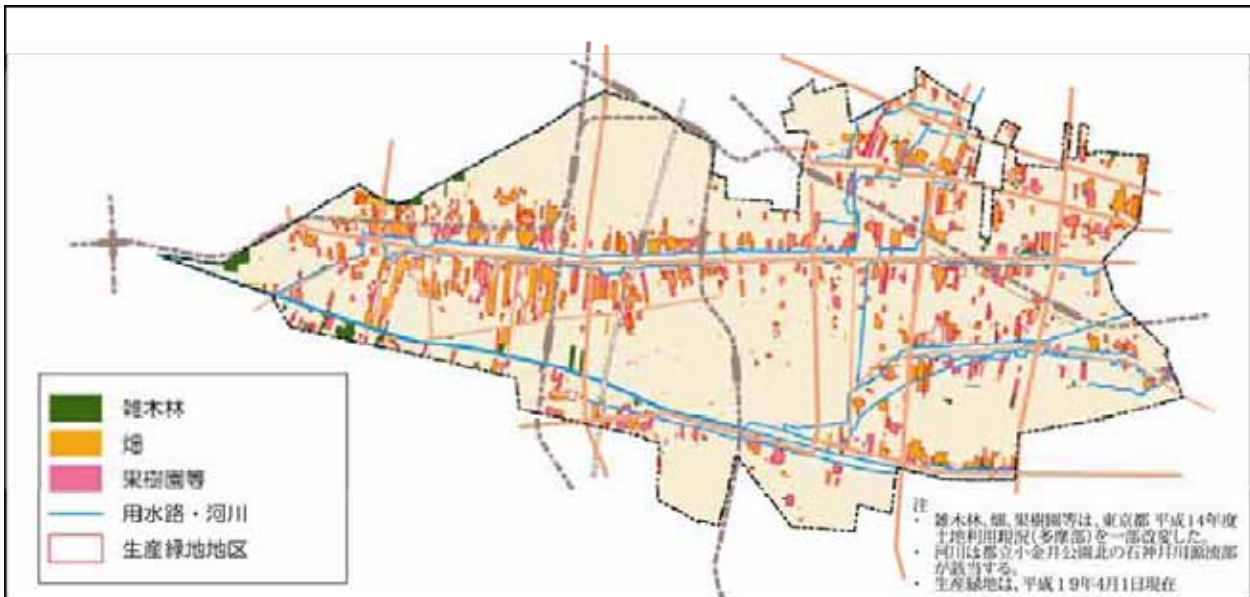 雑木林
畑
果樹園等
用水路・河川
生産緑地地区
注
・ 雑木林、畑、果樹園等は、東京都 平成14年度
土地利用現況(多摩部)を一部改変した。
・ 河川は都立小金井公園北の石神井川源流部
が該当する。
・ 生産緑地は、平成19年4月1日現在